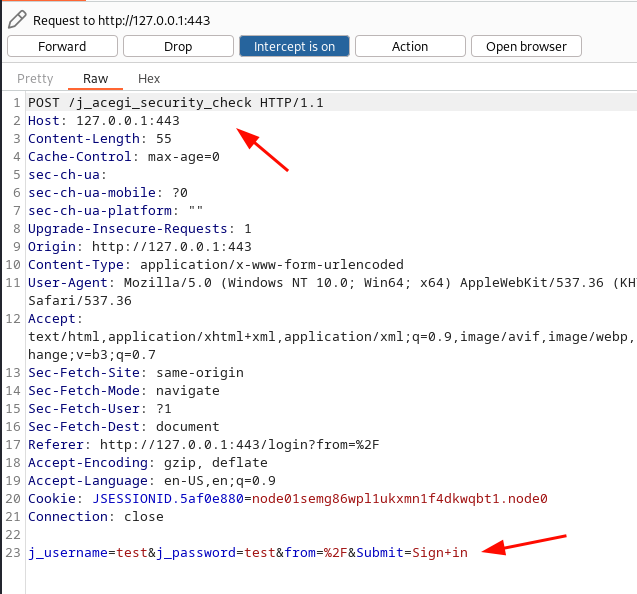 Request to http://127.0.0.1:443
Forward Drop Intercept is on Action Open browser
Pretty Raw Hex
1 POST /j_acegi_security_check HTTP/1.1
2 Host: 127.0.0.1:443
3 Content-Length: 55
4 Cache-Control: max-age=0
5 sec-ch-ua:
6 sec-ch-ua-mobile: ?0
7 sec-ch-ua-platform: ""
8 Upgrade-Insecure-Requests: 1
9 Origin: http://127.0.0.1:443
10 Content-Type: application/x-www-form-urlencoded
11 User-Agent: Mozilla/5.0 (Windows NT 10.0; Win64; x64) AppleWebKit/537.36 (KHT
Safari/537.36
12 Accept:
text/html,application/xhtml+xml,application/xml;q=0.9,image/avif,image/webp,
hange;v=b3;q=0.7
13 Sec-Fetch-Site: same-origin
14 Sec-Fetch-Mode: navigate
15 Sec-Fetch-User: ?1
16 Sec-Fetch-Dest: document
17 Referer: http://127.0.0.1:443/login?from=%2F
18 Accept-Encoding: gzip, deflate
19 Accept-Language: en-US,en;q=0.9
20 Cookie: JSESSIONID.5af0e880=node01semg86wpl1ukxmn1f4dkwqbt1.node0
21 Connection: close
22
23 j_username=test&j_password=test&from=%2F&Submit=Sign+in